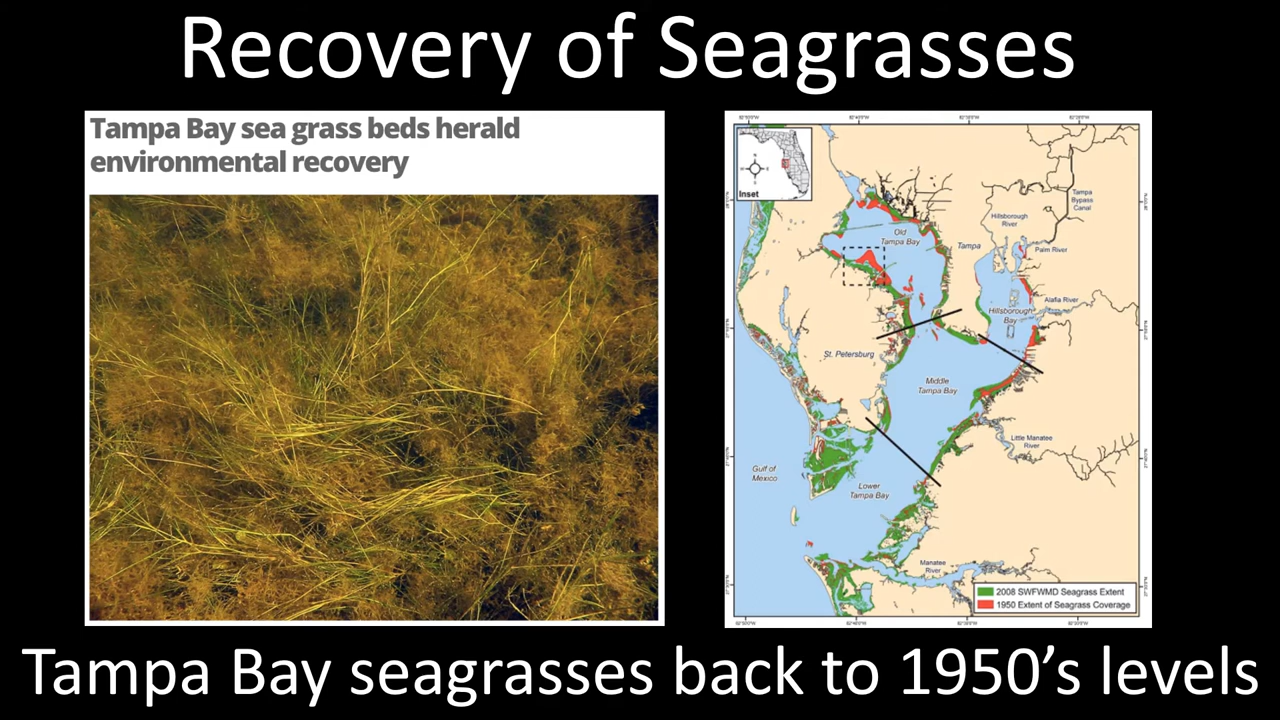 Recovery of Seagrasses
Tampa Bay sea grass beds herald
environmental recovery
Inset
N
Tampa
Bypass
Canal
Hillsborough
River
Old
Tampa Bay
Tampa
Palm River
Alafia River
Hillsborough
Bay
St. Petersburg
Middle
Tampa Bay
Little Manatee
River
Gulf of
Mexico
Lower
Tampa Bay
Manatee
River
2008 SWFWMD Seagrass Extent
1950 Extent of Seagrass Coverage
Tampa Bay seagrasses back to 1950’s levels